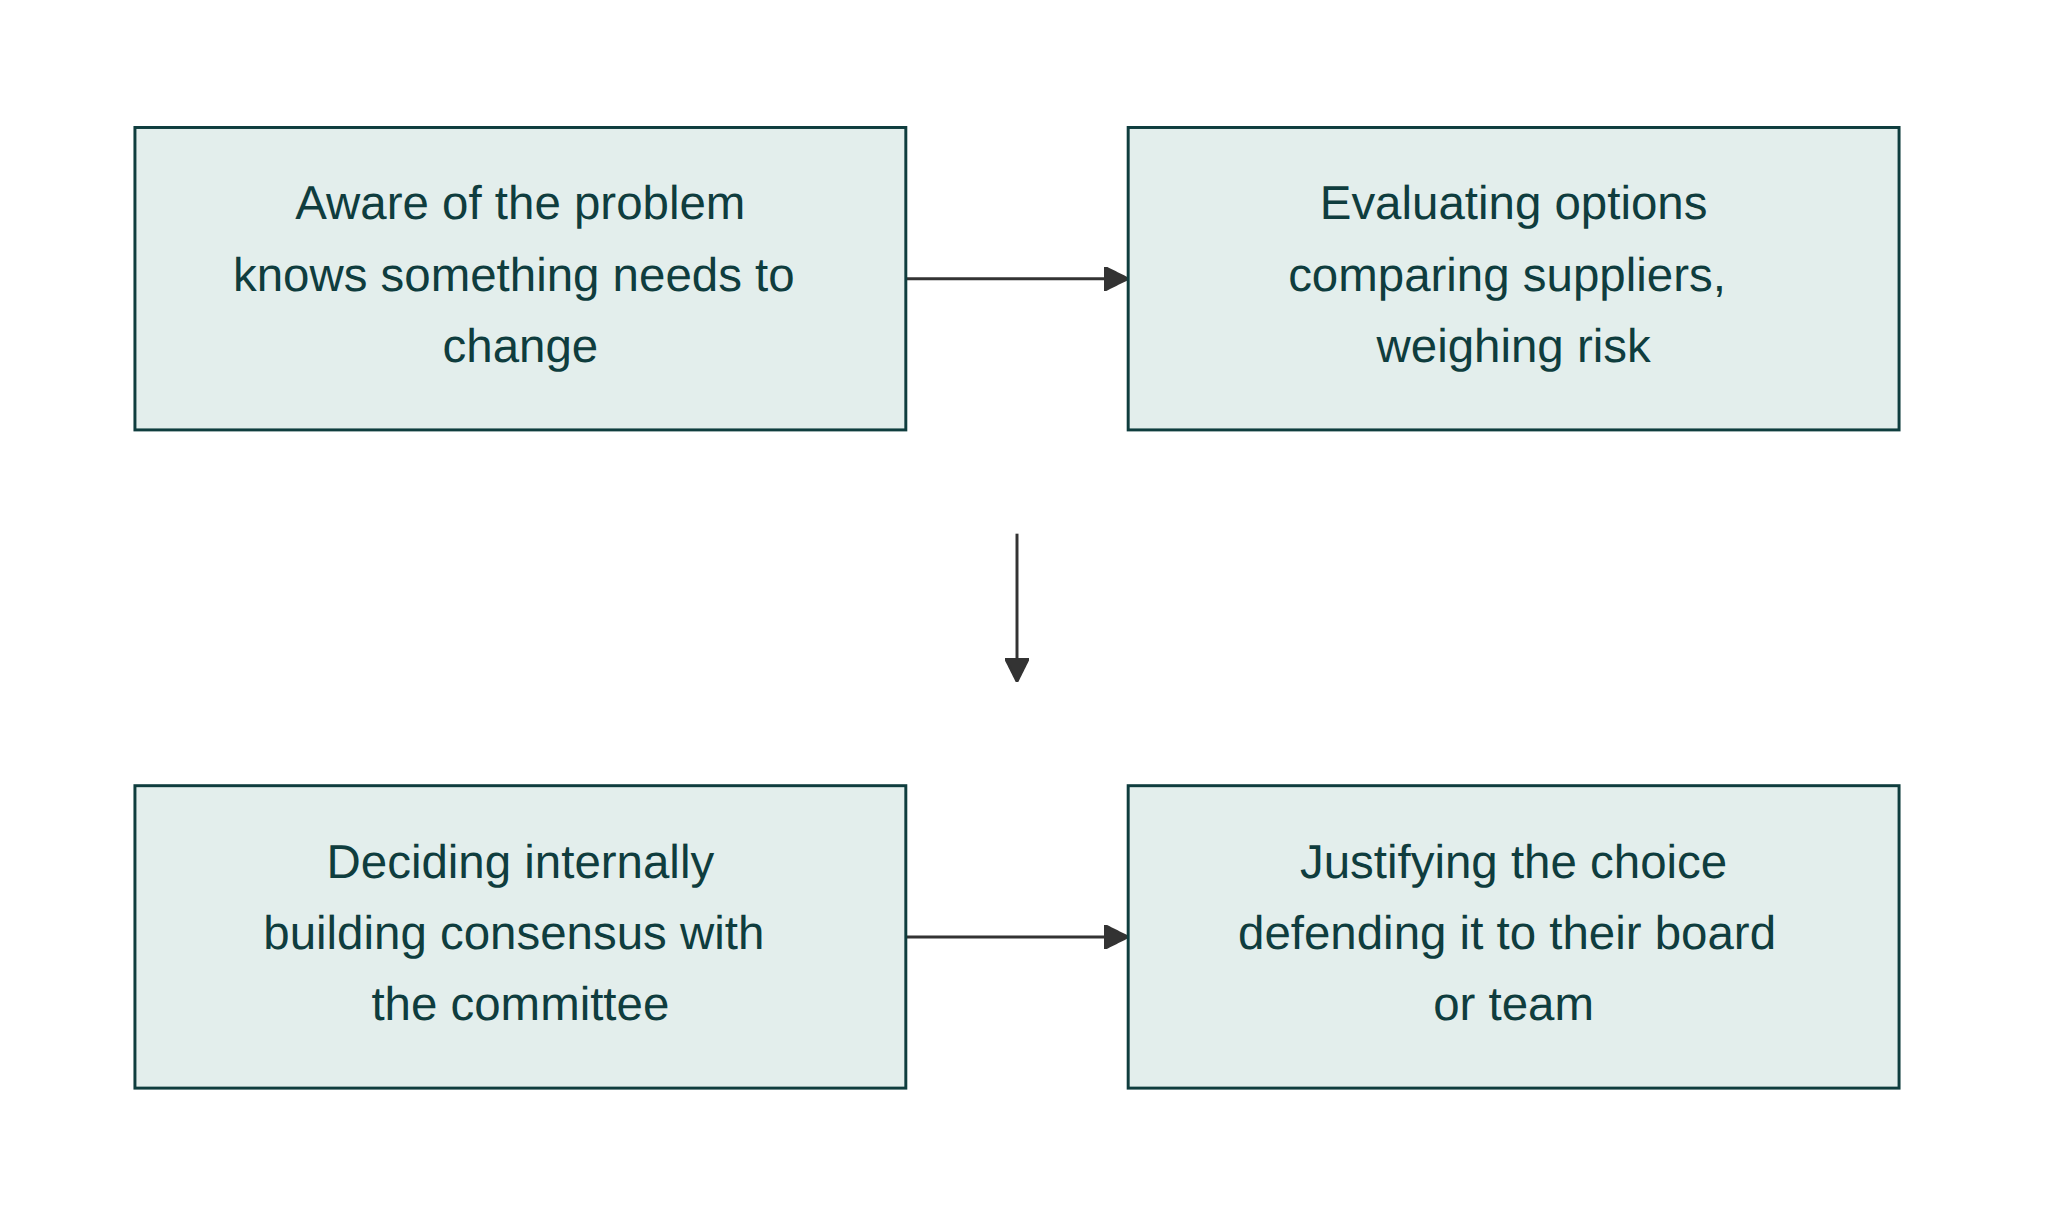 Aware of the problem
knows something needs to
change
Evaluating options
comparing suppliers,
weighing risk
Deciding internally
building consensus with
the committee
Justifying the choice
defending it to their board
or team